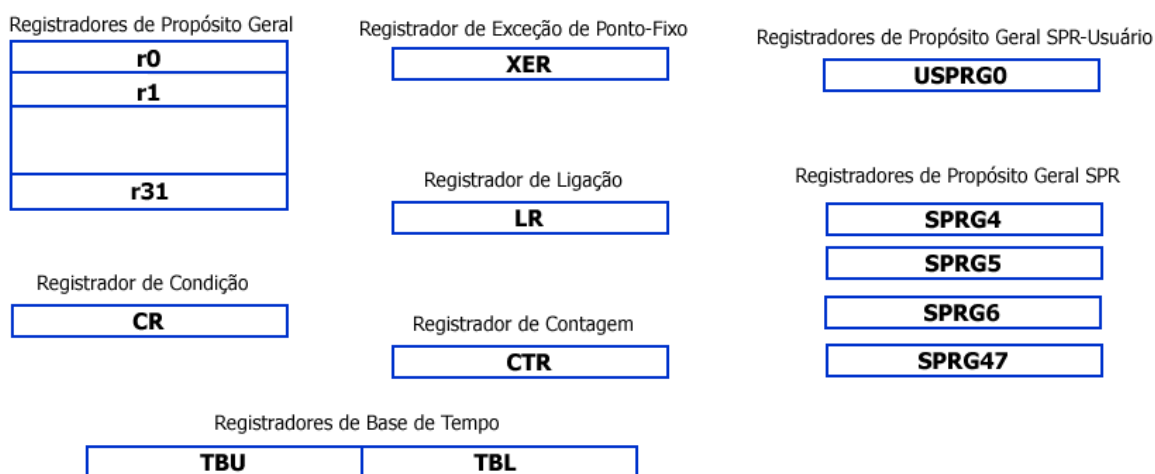 Registradores de Propósito Geral
r0
r1
r31
Registrador de Condição
CR
Registrador de Exceção de Ponto-Fixo
XER
Registrador de Ligação
LR
Registrador de Contagem
CTR
Registradores de Propósito Geral SPR-Usuário
USPRG0
Registradores de Propósito Geral SPR
SPRG4
SPRG5
SPRG6
SPRG47
Registradores de Base de Tempo
TBU
TBL